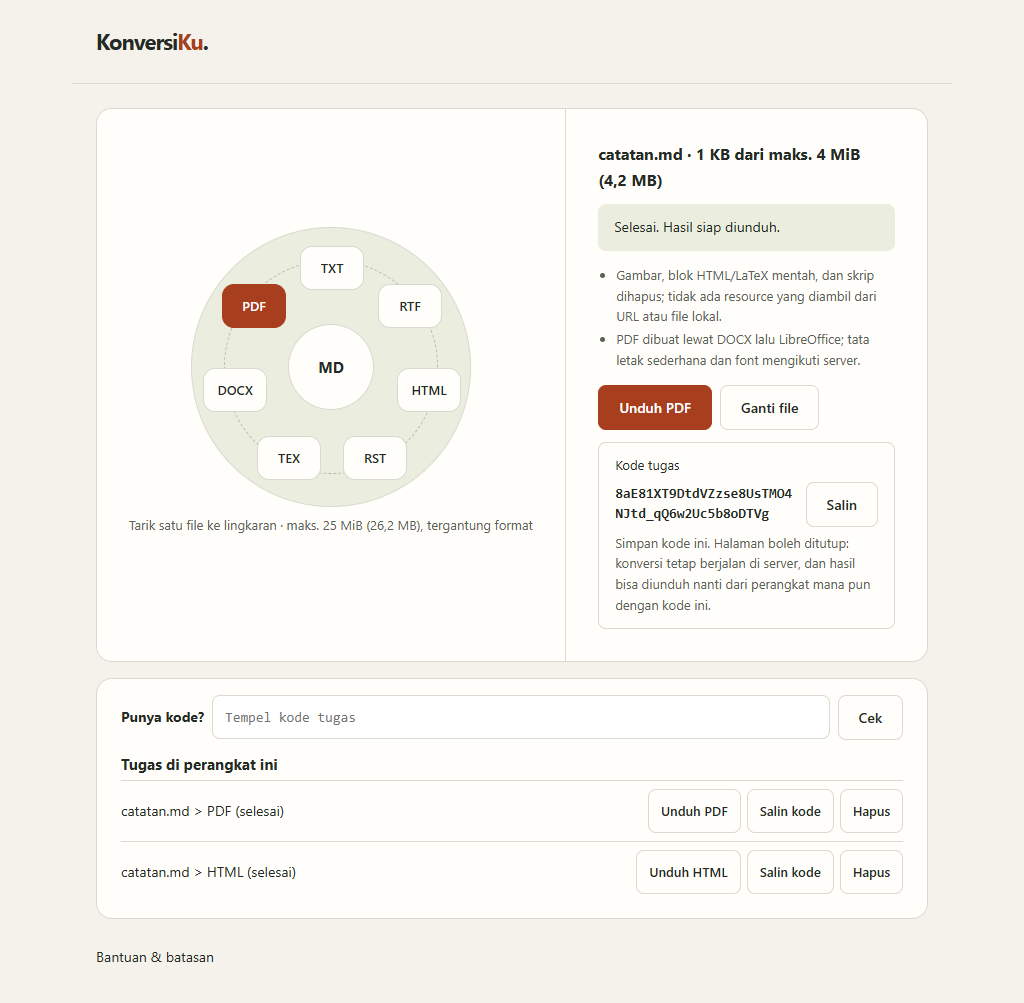 KonversiKu.
TXT
PDF
RTF
MD
DOCX
HTML
TEX
RST
Tarik satu file ke lingkaran · maks. 25 MiB (26,2 MB), tergantung format
catatan.md · 1 KB dari maks. 4 MiB
(4,2 MB)
Selesai. Hasil siap diunduh.
Gambar, blok HTML/LaTeX mentah, dan skrip
dihapus; tidak ada resource yang diambil dari
URL atau file lokal.
PDF dibuat lewat DOCX lalu LibreOffice; tata
letak sederhana dan font mengikuti server.
Unduh PDF
Ganti file
Kode tugas
8aE81XT9DtdVZzse8UsTMO4
NJtd_qQ6w2Uc5b8oDTVg
Salin
Simpan kode ini. Halaman boleh ditutup:
konversi tetap berjalan di server, dan hasil
bisa diunduh nanti dari perangkat mana pun
dengan kode ini.
Punya kode?
Tempel kode tugas
Cek
Tugas di perangkat ini
catatan.md > PDF (selesai)
Unduh PDF
Salin kode
Hapus
catatan.md > HTML (selesai)
Unduh HTML
Salin kode
Hapus
Bantuan & batasan